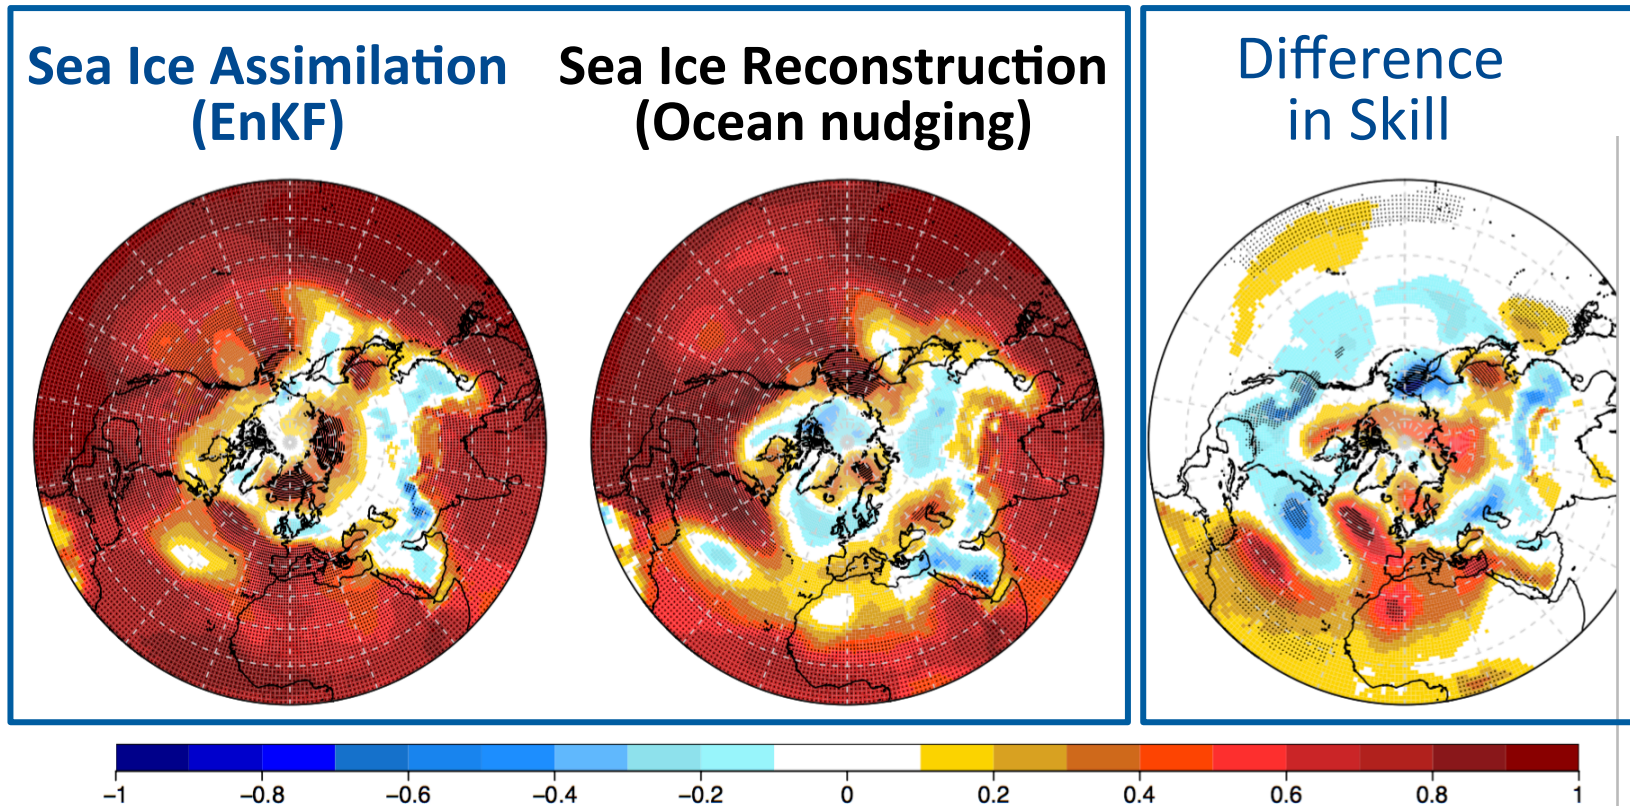 Sea Ice Assimilation
(EnKF)
Sea Ice Reconstruction
(Ocean nudging)
Difference
in Skill
−1 −0.8 −0.6 −0.4 −0.2 0 0.2 0.4 0.6 0.8 1